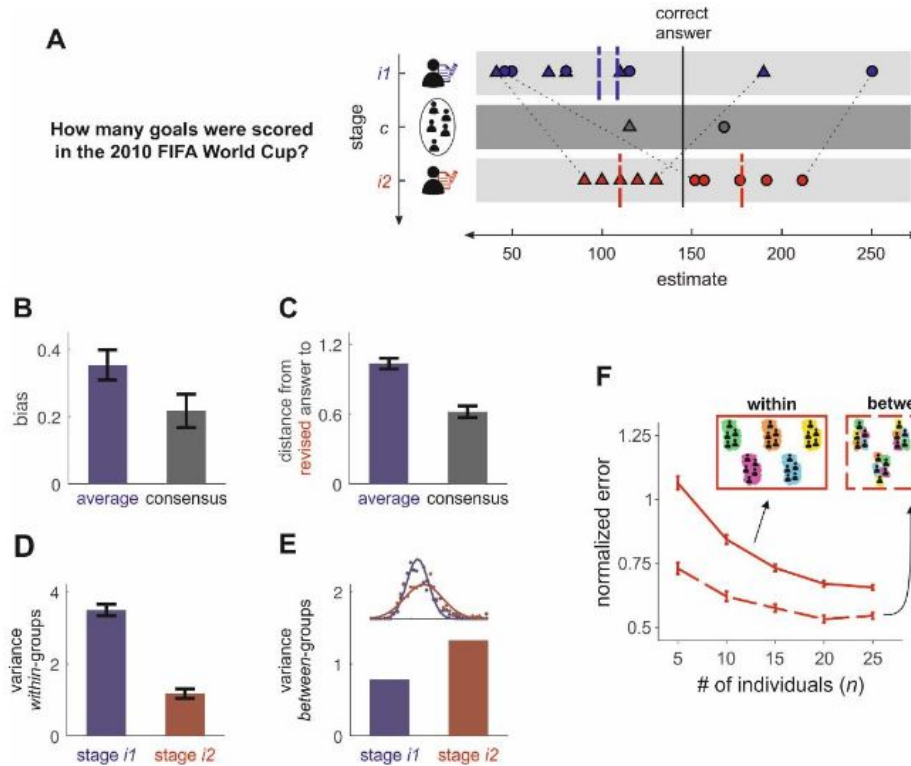 A
correct
answer
i1
c
i2
stage
How many goals were scored
in the 2010 FIFA World Cup?
50
100
150
200
250
estimate
B
bias
0.4
0.2
0
average
consensus
C
distance from
revised answer to
1.2
0.6
0
average
consensus
D
variance
within-groups
4
2
0
stage i1
stage i2
E
variance
between-groups
2
1
0
stage i1
stage i2
F
within
betwe
normalized error
1.25
1
0.75
0.5
5
10
15
20
25
# of individuals (n)